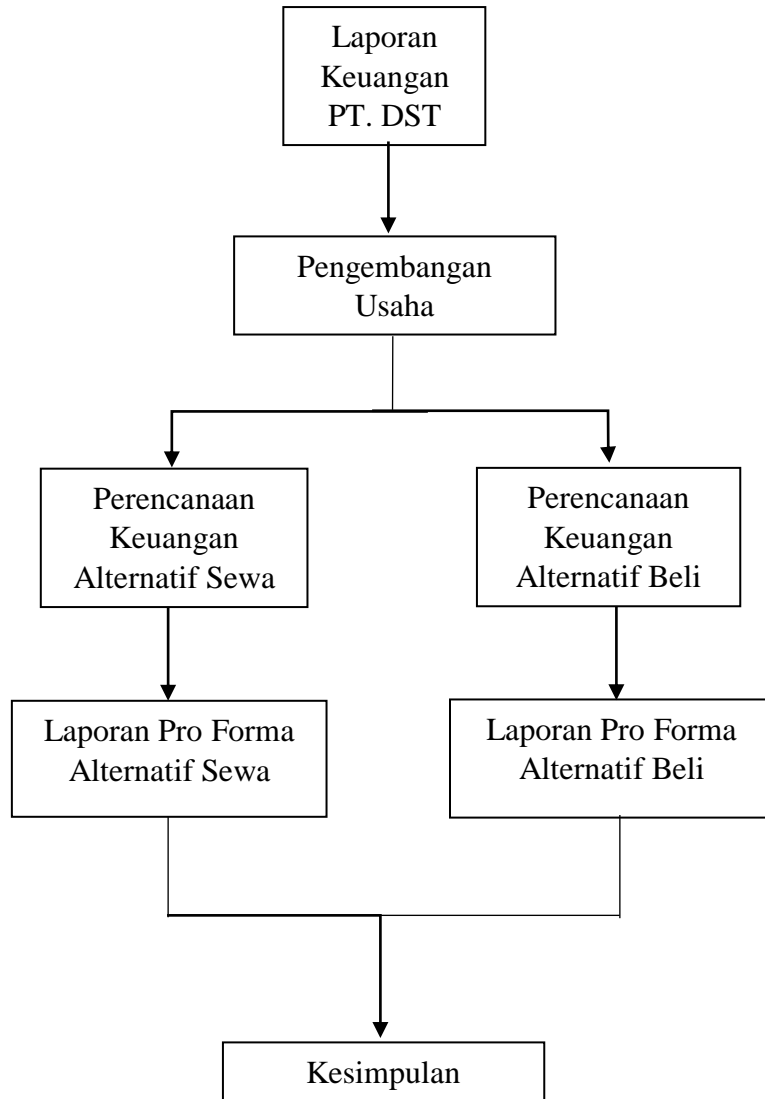 Laporan
Keuangan
PT. DST
Pengembangan
Usaha
Perencanaan
Keuangan
Alternatif Sewa
Perencanaan
Keuangan
Alternatif Beli
Laporan Pro Forma
Alternatif Sewa
Laporan Pro Forma
Alternatif Beli
Kesimpulan